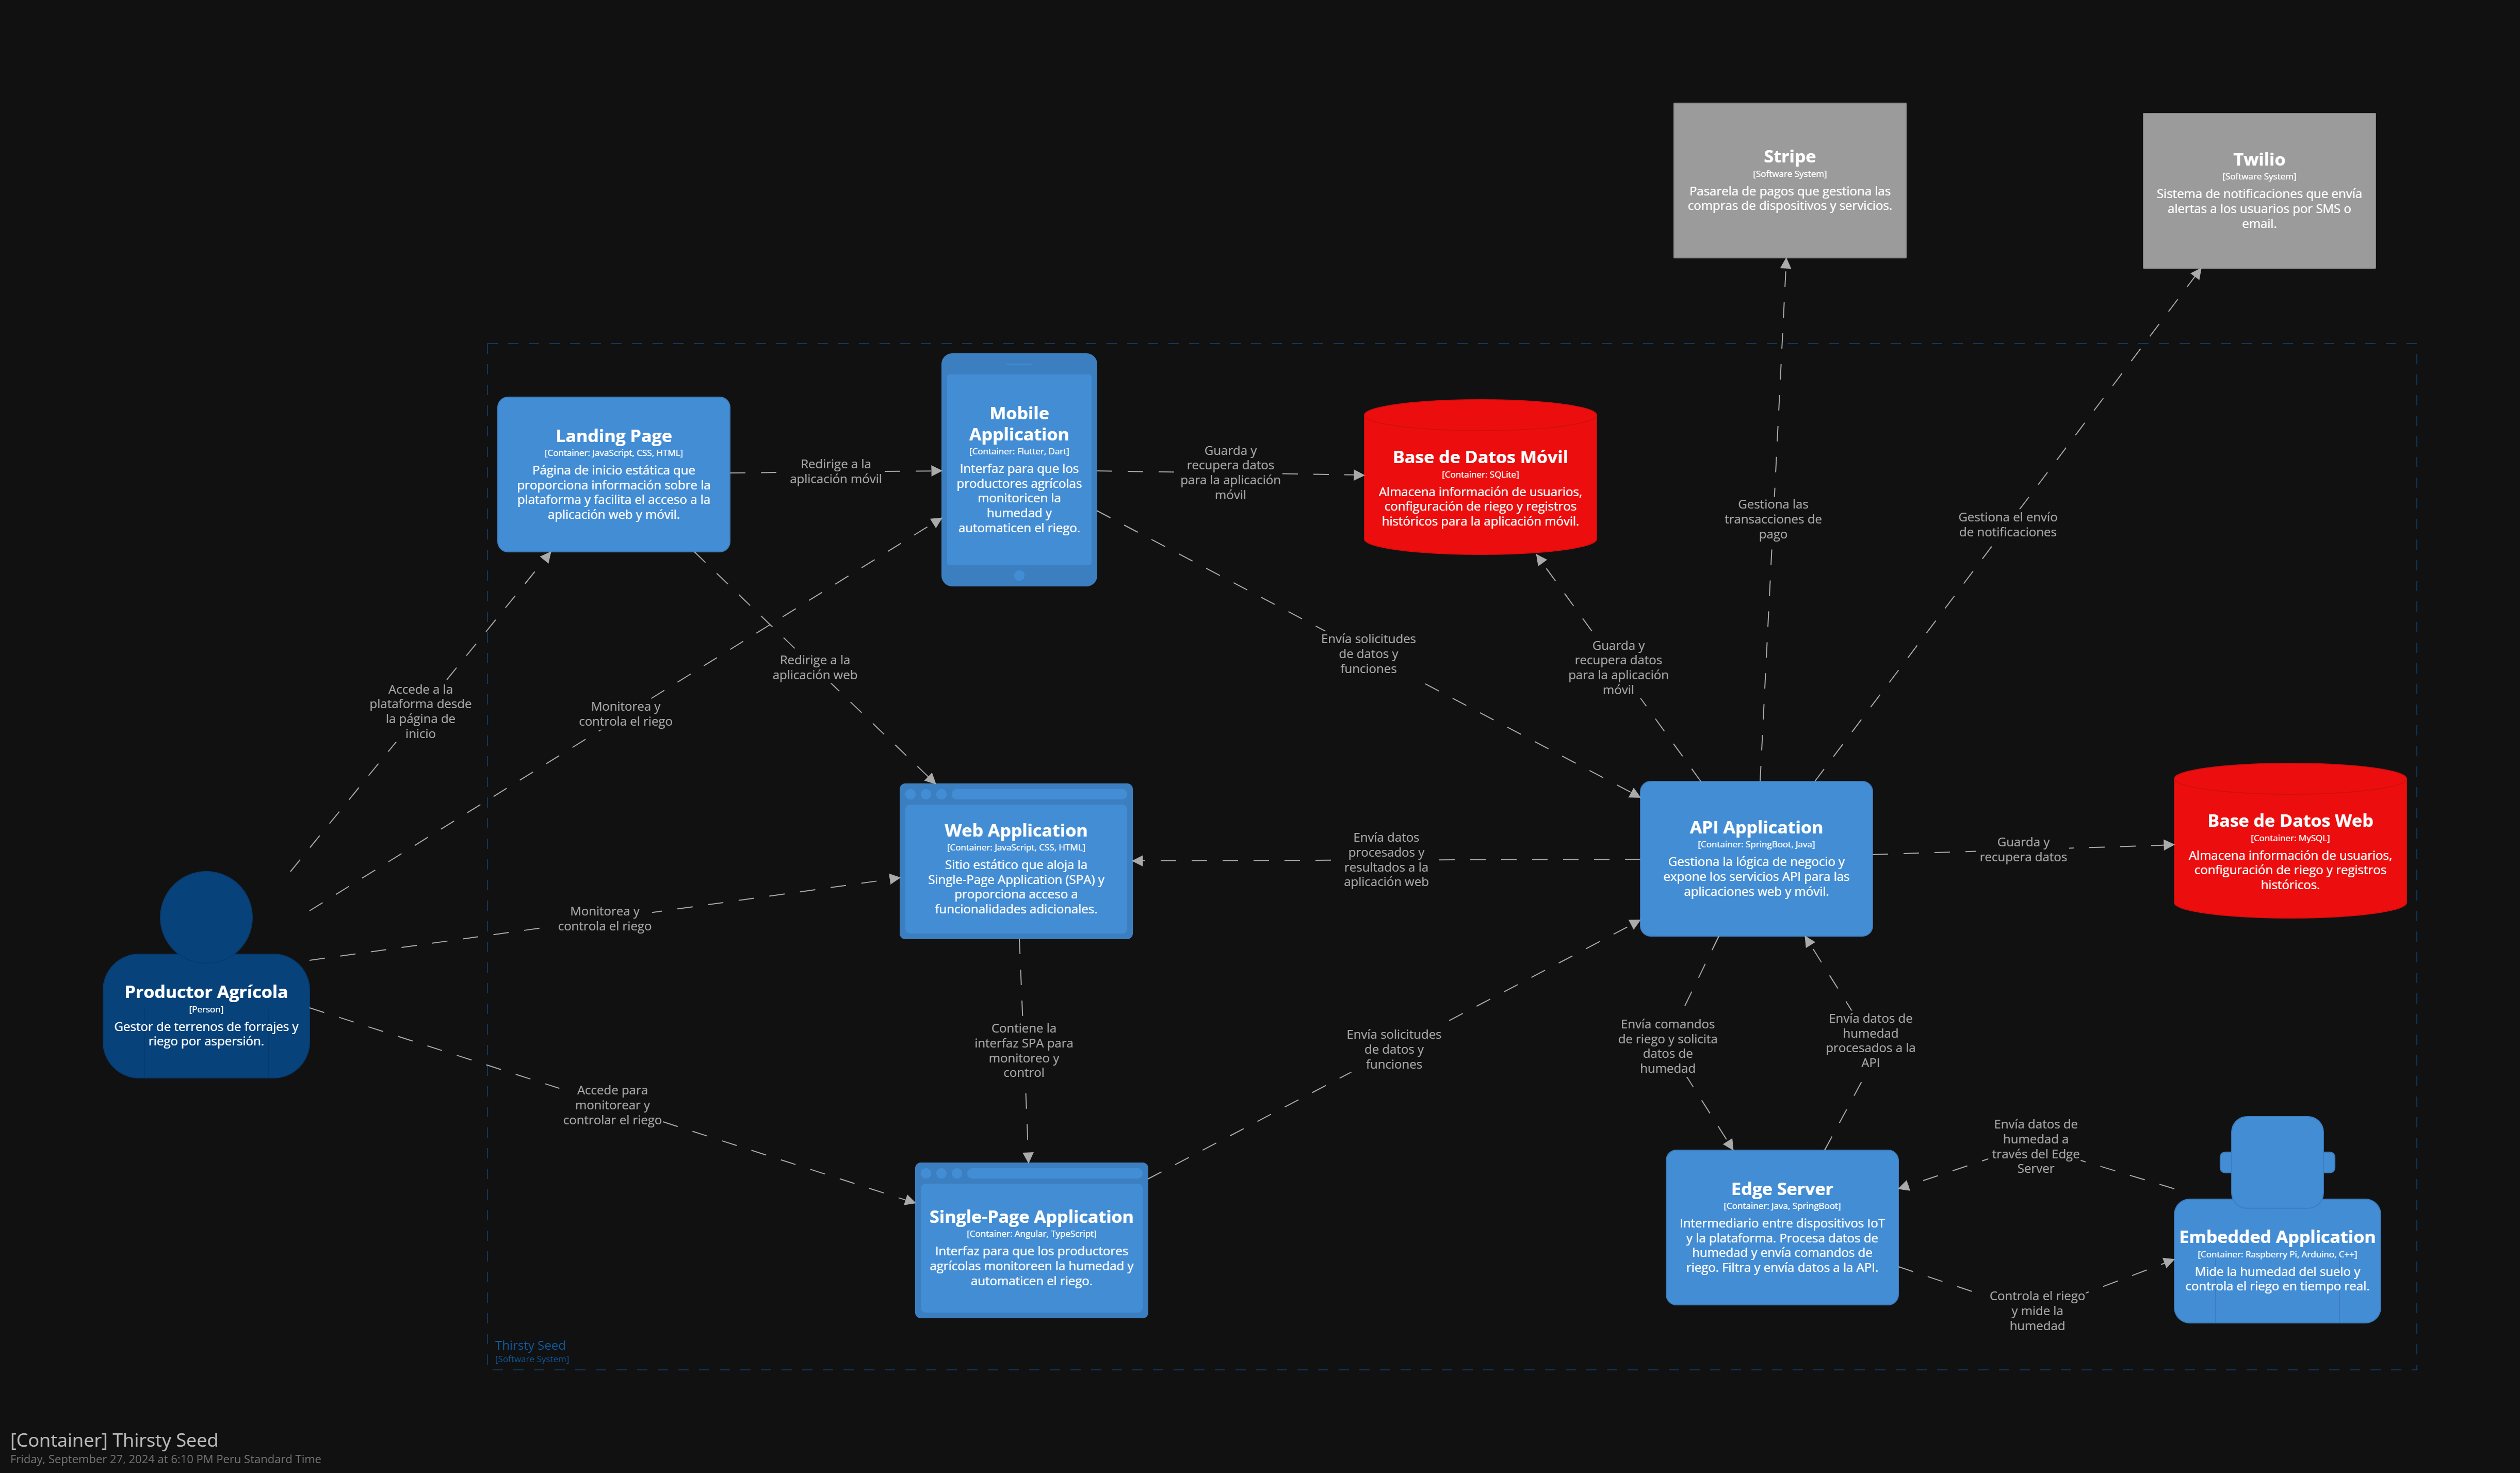 Stripe
[Software System]
Pasarela de pagos que gestiona las
compras de dispositivos y servicios.
Twilio
[Software System]
Sistema de notificaciones que envía
alertas a los usuarios por SMS o
email.
Landing Page
[Container: JavaScript, CSS, HTML]
Página de inicio estática que
proporciona información sobre la
plataforma y facilita el acceso a la
aplicación web y móvil.
Redirige a la
aplicación móvil
Mobile
Application
[Container: Flutter, Dart]
Interfaz para que los
productores agrícolas
monitoricen la
humedad y
automaticen el riego.
Guarda y
recupera datos
para la aplicación
móvil
Base de Datos Móvil
[Container: SQLite]
Almacena información de usuarios,
configuración de riego y registros
históricos para la aplicación móvil.
Gestiona las
transacciones de
pago
Gestiona el envío
de notificaciones
Accede a la
plataforma desde
la página de
inicio
Monitorea y
controla el riego
Redirige a la
aplicación web
Envía solicitudes
de datos y
funciones
Guarda y
recupera datos
para la aplicación
móvil
Web Application
[Container: JavaScript, CSS, HTML]
Sitio estático que aloja la
Single-Page Application (SPA) y
proporciona acceso a
funcionalidades adicionales.
Envía datos
procesados y
resultados a la
aplicación web
API Application
[Container: SpringBoot, Java]
Gestiona la lógica de negocio y
expone los servicios API para las
aplicaciones web y móvil.
Guarda y
recupera datos
Base de Datos Web
[Container: MySQL]
Almacena información de usuarios,
configuración de riego y registros
históricos.
Monitorea y
controla el riego
Productor Agrícola
[Person]
Gestor de terrenos de forrajes y
riego por aspersión.
Contiene la
interfaz SPA para
monitoreo y
control
Envía solicitudes
de datos y
funciones
Envía comandos
de riego y solicita
datos de
humedad
Envía datos de
humedad
procesados a la
API
Accede para
monitorear y
controlar el riego
Single-Page Application
[Container: Angular, TypeScript]
Interfaz para que los productores
agrícolas monitoreen la humedad y
automaticen el riego.
Edge Server
[Container: Java, SpringBoot]
Intermediario entre dispositivos IoT
y la plataforma. Procesa datos de
humedad y envía comandos de
riego. Filtra y envía datos a la API.
Envía datos de
humedad a
través del Edge
Server
Controla el riego
y mide la
humedad
Embedded Application
[Container: Raspberry Pi, Arduino, C++]
Mide la humedad del suelo y
controla el riego en tiempo real.
Thirsty Seed
[Software System]
[Container] Thirsty Seed
Friday, September 27, 2024 at 6:10 PM Peru Standard Time